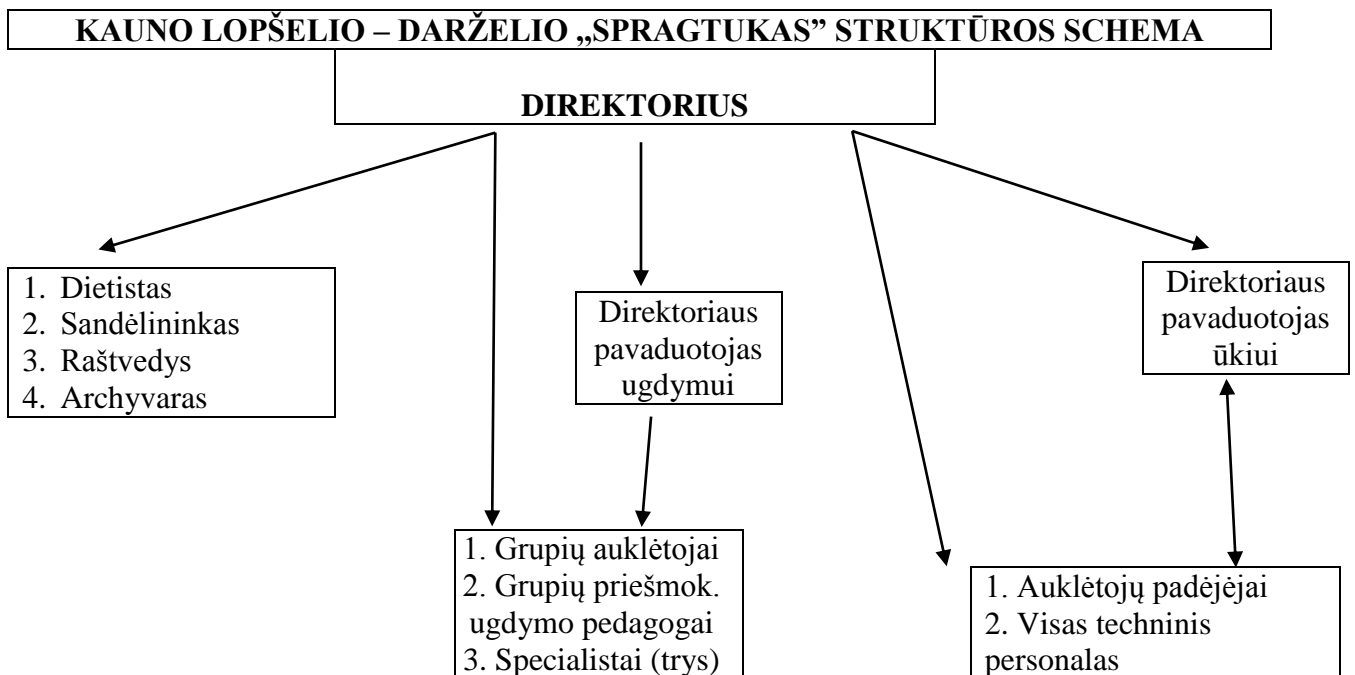 KAUNO LOPŠELIO – DARŽELIO „SPRAGTUKAS” STRUKTŪROS SCHEMA
DIREKTORIUS
1. Dietistas
2. Sandėlininkas
3. Raštvedys
4. Archyvaras
Direktoriaus
pavaduotojas
ugdymui
Direktoriaus
pavaduotojas
ūkiui
1. Grupių auklėtojai
2. Grupių priešmok.
ugdymo pedagogai
3. Specialistai (trys)
1. Auklėtojų padėjėjai
2. Visas techninis
personalas